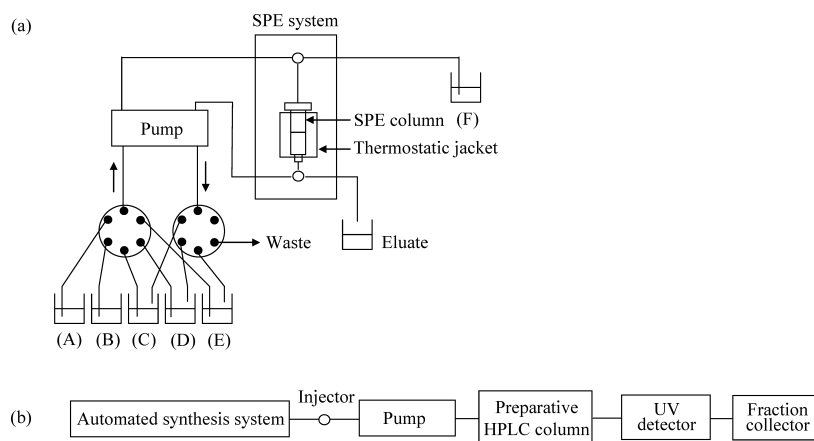 (a)
SPE system
Pump
(F)
SPE column
Thermostatic jacket
Waste
Eluate
(A) (B) (C) (D) (E)
(b)
Automated synthesis system
Injector
Pump
Preparative
HPLC column
UV
detector
Fraction
collector